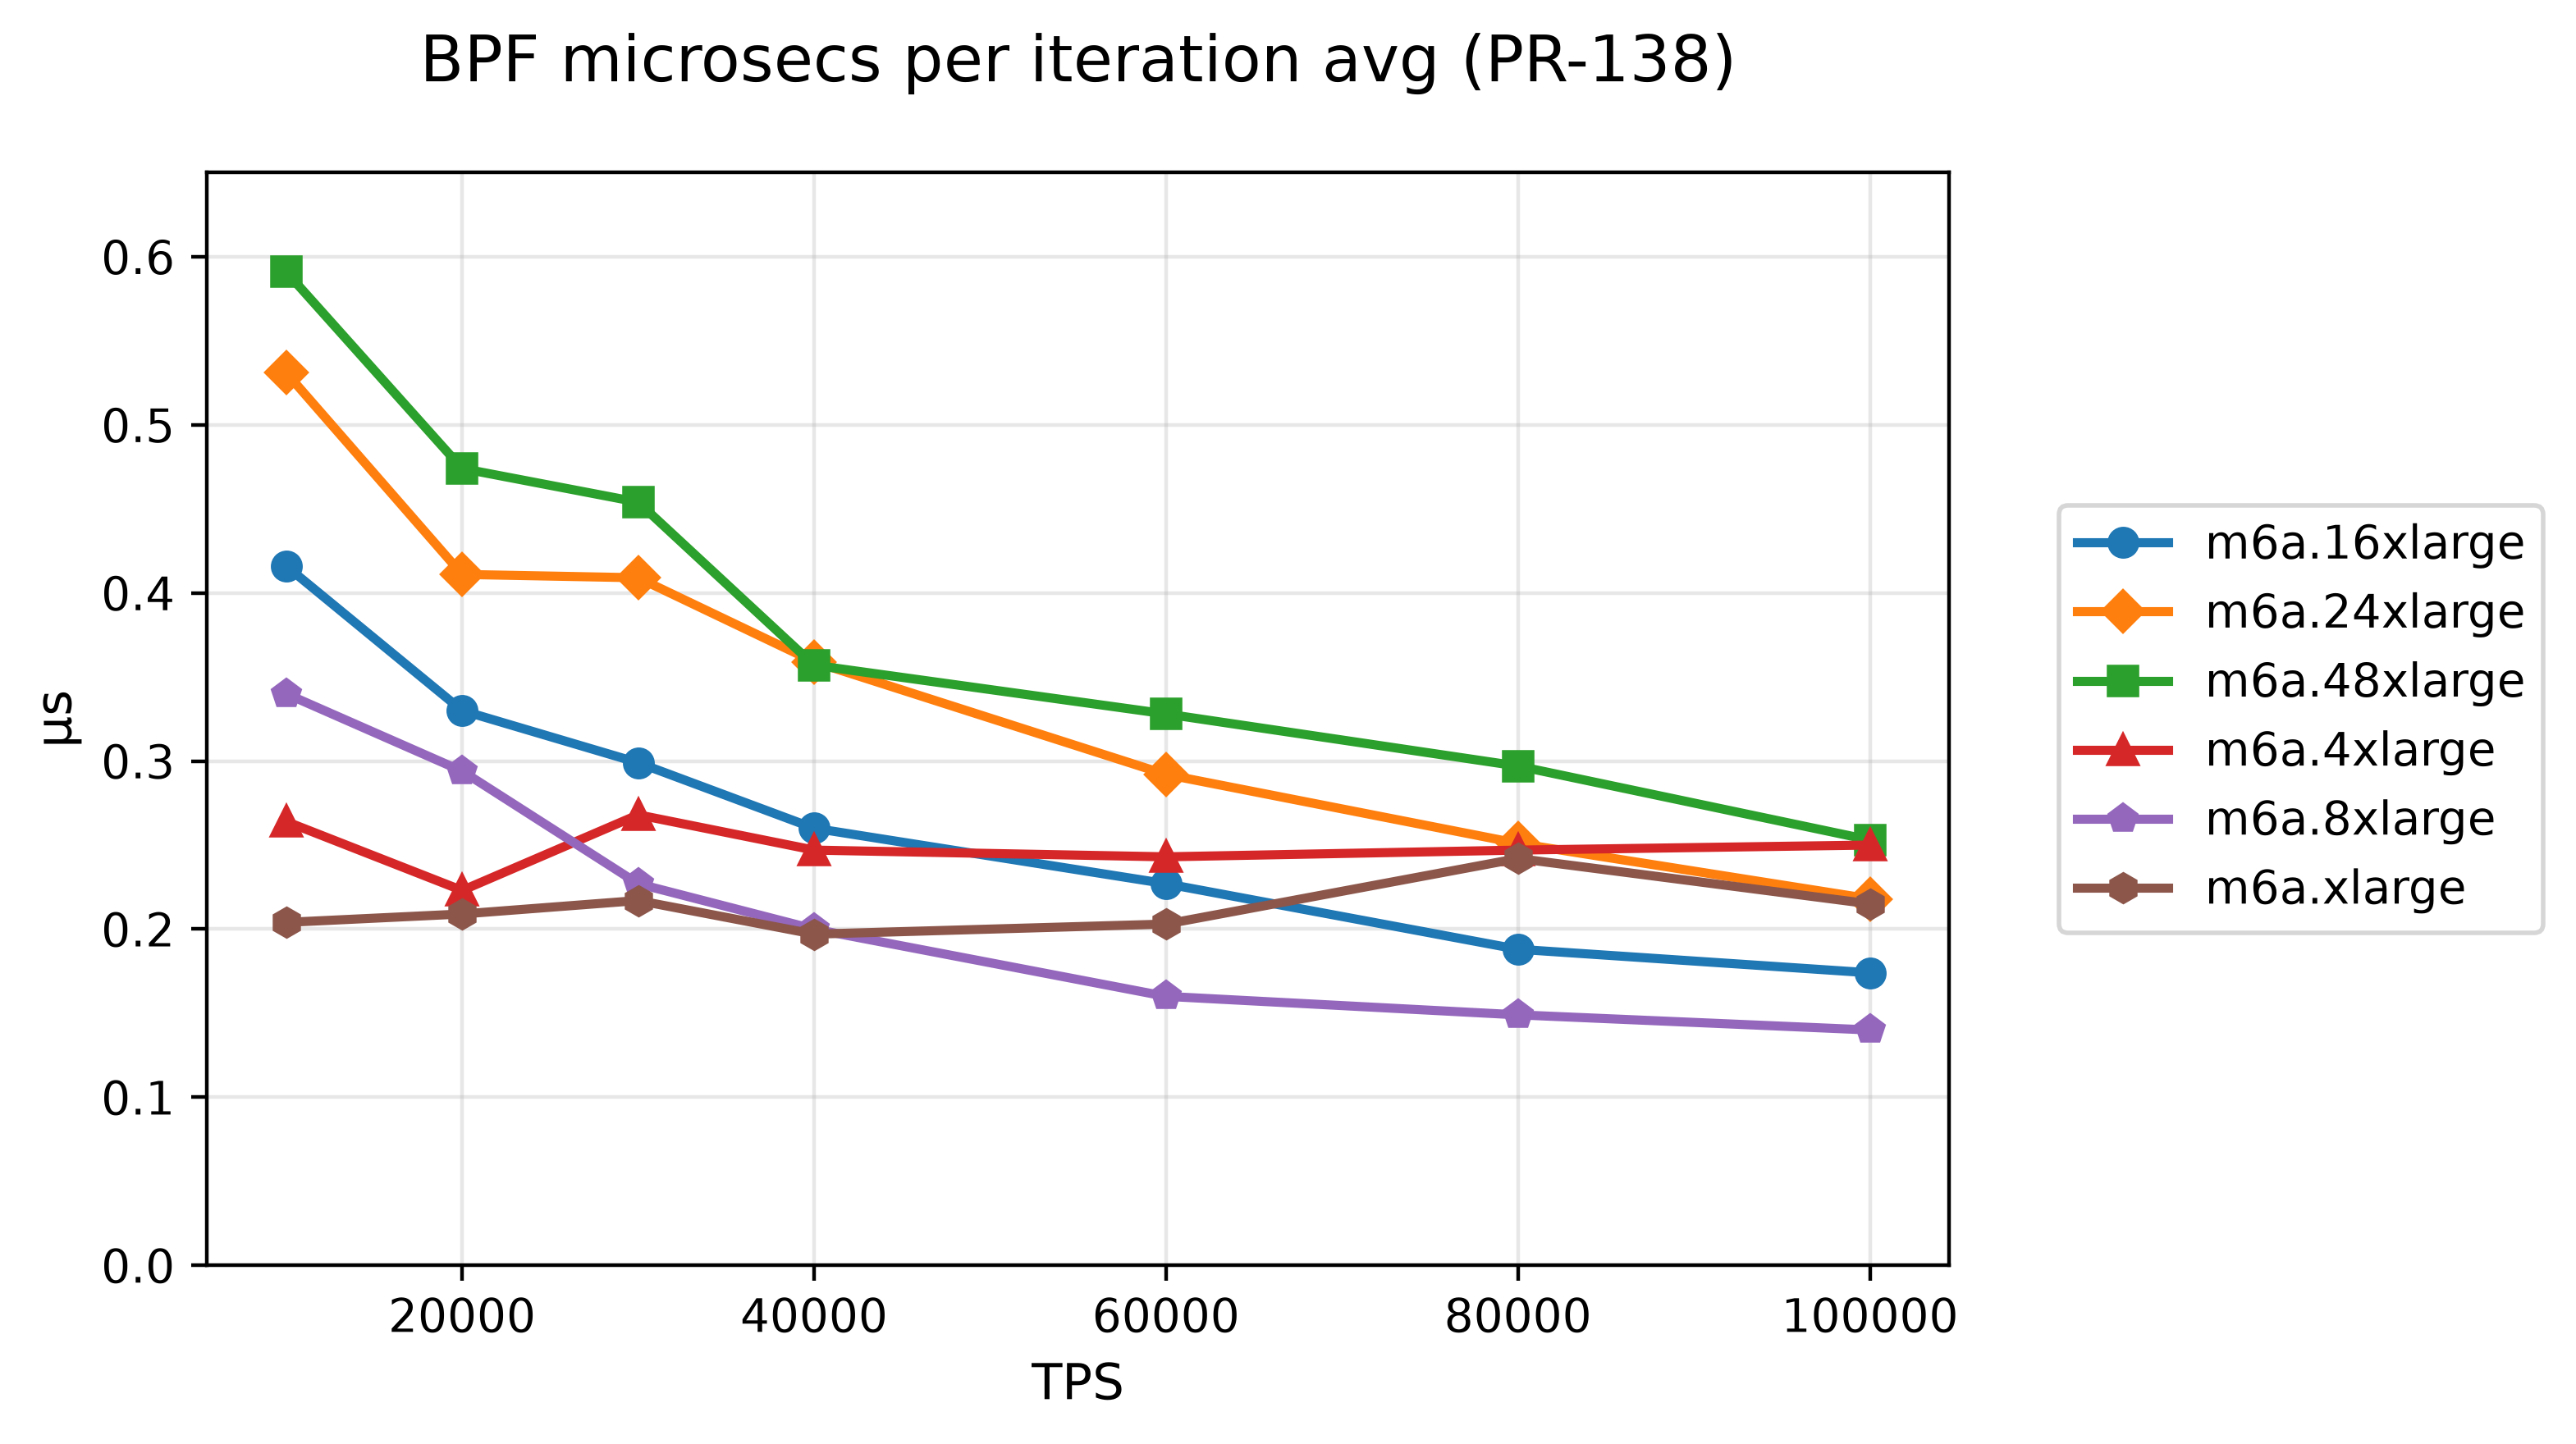 BPF microsecs per iteration avg (PR-138)
0.6
0.5
0.4
0.3
0.2
0.1
0.0
µs
20000 40000 60000 80000 100000
TPS
m6a.16xlarge
m6a.24xlarge
m6a.48xlarge
m6a.4xlarge
m6a.8xlarge
m6a.xlarge